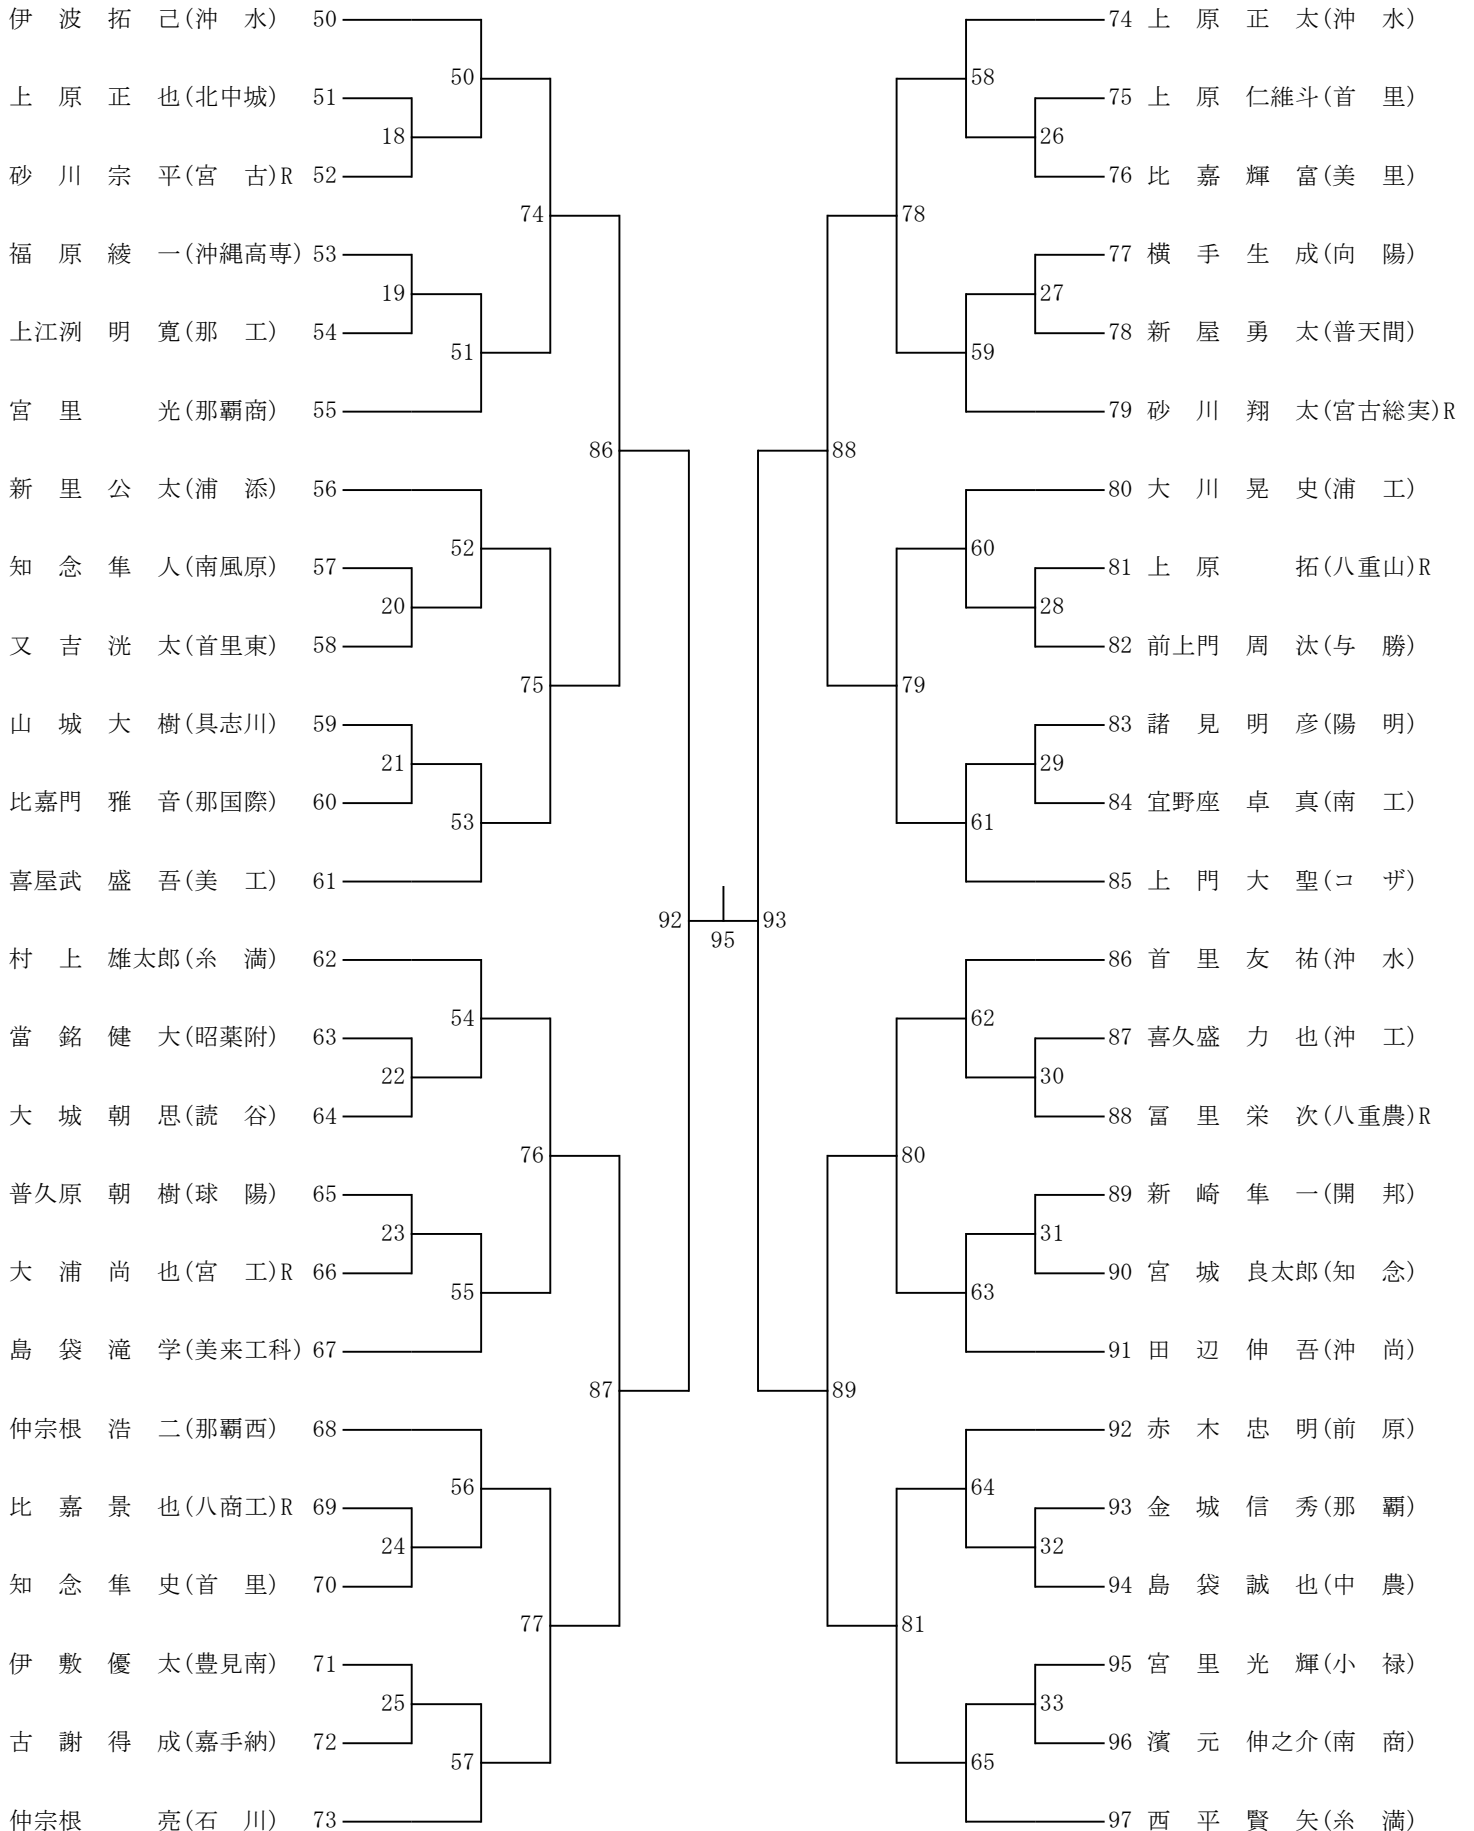 伊　波　拓　己(沖　水)　50
上　原　正　也(北中城)　51
砂　川　宗　平(宮　古)R　52
福　原　綾　一(沖縄高専)　53
上江洌　明　寛(那　工)　54
宮　里　　　光(那覇商)　55
新　里　公　太(浦　添)　56
知　念　隼　人(南風原)　57
又　吉　洸　太(首里東)　58
山　城　大　樹(具志川)　59
比嘉門　雅　音(那国際)　60
喜屋武　盛　吾(美　工)　61
村　上　雄太郎(糸　満)　62
當　銘　健　大(昭薬附)　63
大　城　朝　思(読　谷)　64
普久原　朝　樹(球　陽)　65
大　浦　尚　也(宮　工)R　66
島　袋　滝　学(美来工科)　67
仲宗根　浩　二(那覇西)　68
比　嘉　景　也(八商工)R　69
知　念　隼　史(首　里)　70
伊　敷　優　太(豊見南)　71
古　謝　得　成(嘉手納)　72
仲宗根　　　亮(石　川)　73
18
19
20
21
22
23
24
25
50
51
52
53
54
55
56
57
74
75
76
77
86
87
92
95
93
88
89
78
79
80
81
58
59
60
61
62
63
64
65
26
27
28
29
30
31
32
33
74　上　原　正　太(沖　水)
75　上　原　仁維斗(首　里)
76　比　嘉　輝　富(美　里)
77　横　手　生　成(向　陽)
78　新　屋　勇　太(普天間)
79　砂　川　翔　太(宮古総実)R
80　大　川　晃　史(浦　工)
81　上　原　　　拓(八重山)R
82　前上門　周　汰(与　勝)
83　諸　見　明　彦(陽　明)
84　宜野座　卓　真(南　工)
85　上　門　大　聖(コ　ザ)
86　首　里　友　祐(沖　水)
87　喜久盛　力　也(沖　工)
88　冨　里　栄　次(八重農)R
89　新　崎　隼　一(開　邦)
90　宮　城　良太郎(知　念)
91　田　辺　伸　吾(沖　尚)
92　赤　木　忠　明(前　原)
93　金　城　信　秀(那　覇)
94　島　袋　誠　也(中　農)
95　宮　里　光　輝(小　禄)
96　濱　元　伸之介(南　商)
97　西　平　賢　矢(糸　満)